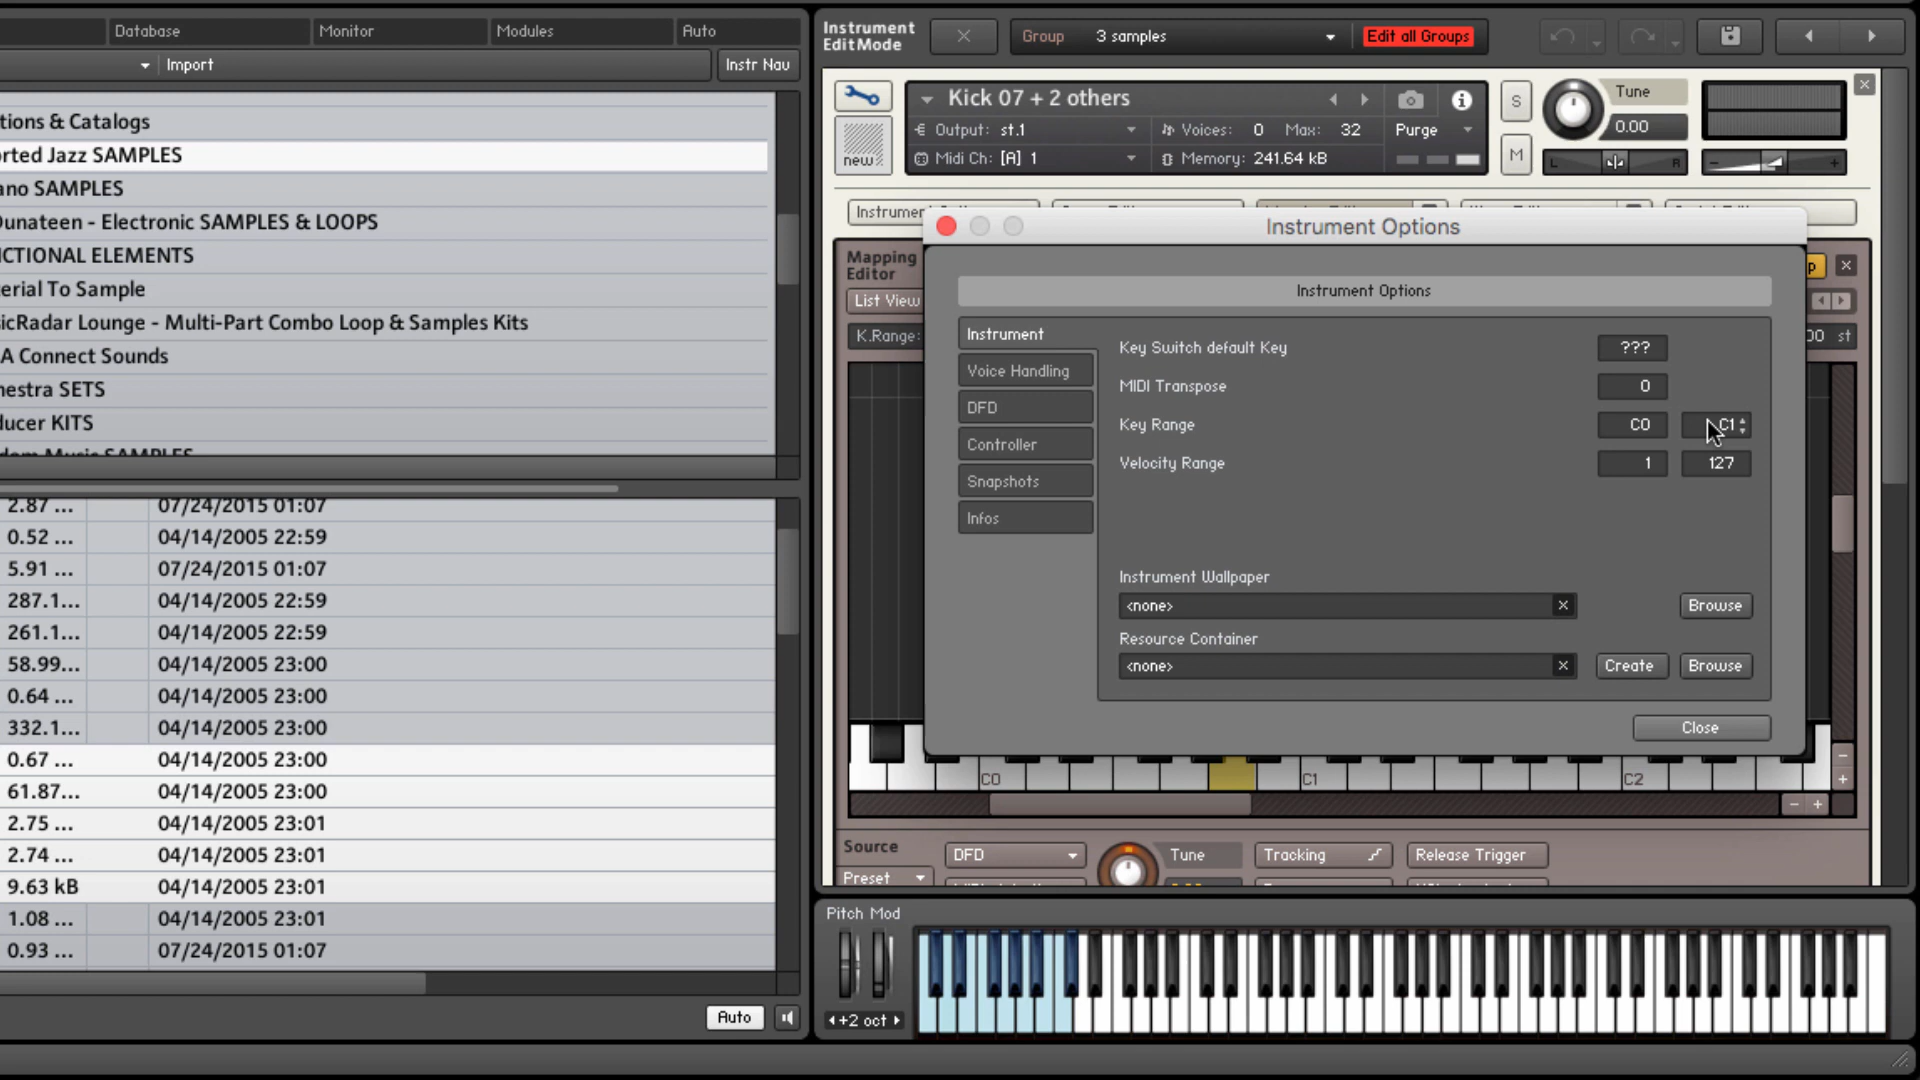 Database
Monitor
Modules
Auto
Import
Instr Nav
tions & Catalogs
orted Jazz SAMPLES
ano SAMPLES
Dunateen - Electronic SAMPLES & LOOPS
ICTIONAL ELEMENTS
terial To Sample
sicRadar Lounge - Multi-Part Combo Loop & Samples Kits
A Connect Sounds
hestra SETS
ducer KITS
2.87 ... 07/24/2015 01:07
0.52 ... 04/14/2005 22:59
5.91 ... 07/24/2015 01:07
287.1... 04/14/2005 22:59
261.1... 04/14/2005 22:59
58.99... 04/14/2005 23:00
0.64 ... 04/14/2005 23:00
332.1... 04/14/2005 23:00
0.67 ... 04/14/2005 23:00
61.87... 04/14/2005 23:00
2.75 ... 04/14/2005 23:01
2.74 ... 04/14/2005 23:01
9.63 kB 04/14/2005 23:01
1.08 ... 04/14/2005 23:01
0.93 ... 07/24/2015 01:07
Auto
Instrument
Edit Mode
Group 3 samples
Edit all Groups
Kick 07 + 2 others
Output: st.1
Voices: 0 Max: 32
Purge
new
Midi Ch: [A] 1
Memory: 241.64 kB
S
M
Tune
0.00
L R
- +
Instrument Options
Mapping
Editor
List View
K.Range:
st
Instrument Options
Instrument
Voice Handling
DFD
Controller
Snapshots
Infos
Key Switch default Key ???
MIDI Transpose 0
Key Range C0 C1
Velocity Range 1 127
Instrument Wallpaper
<none> × Browse
Resource Container
<none> × Create Browse
Close
C0 C1 C2
Source
Preset
DFD
Tune
Tracking
Release Trigger
Pitch Mod
+2 oct